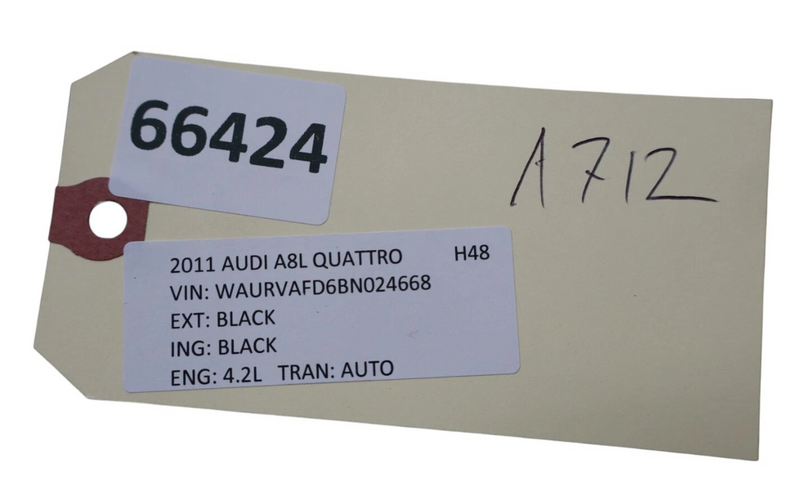 66424
A712
2011 AUDI A8L QUATTRO H48
VIN: WAURVAFD6BN024668
EXT: BLACK
ING: BLACK
ENG: 4.2L TRAN: AUTO